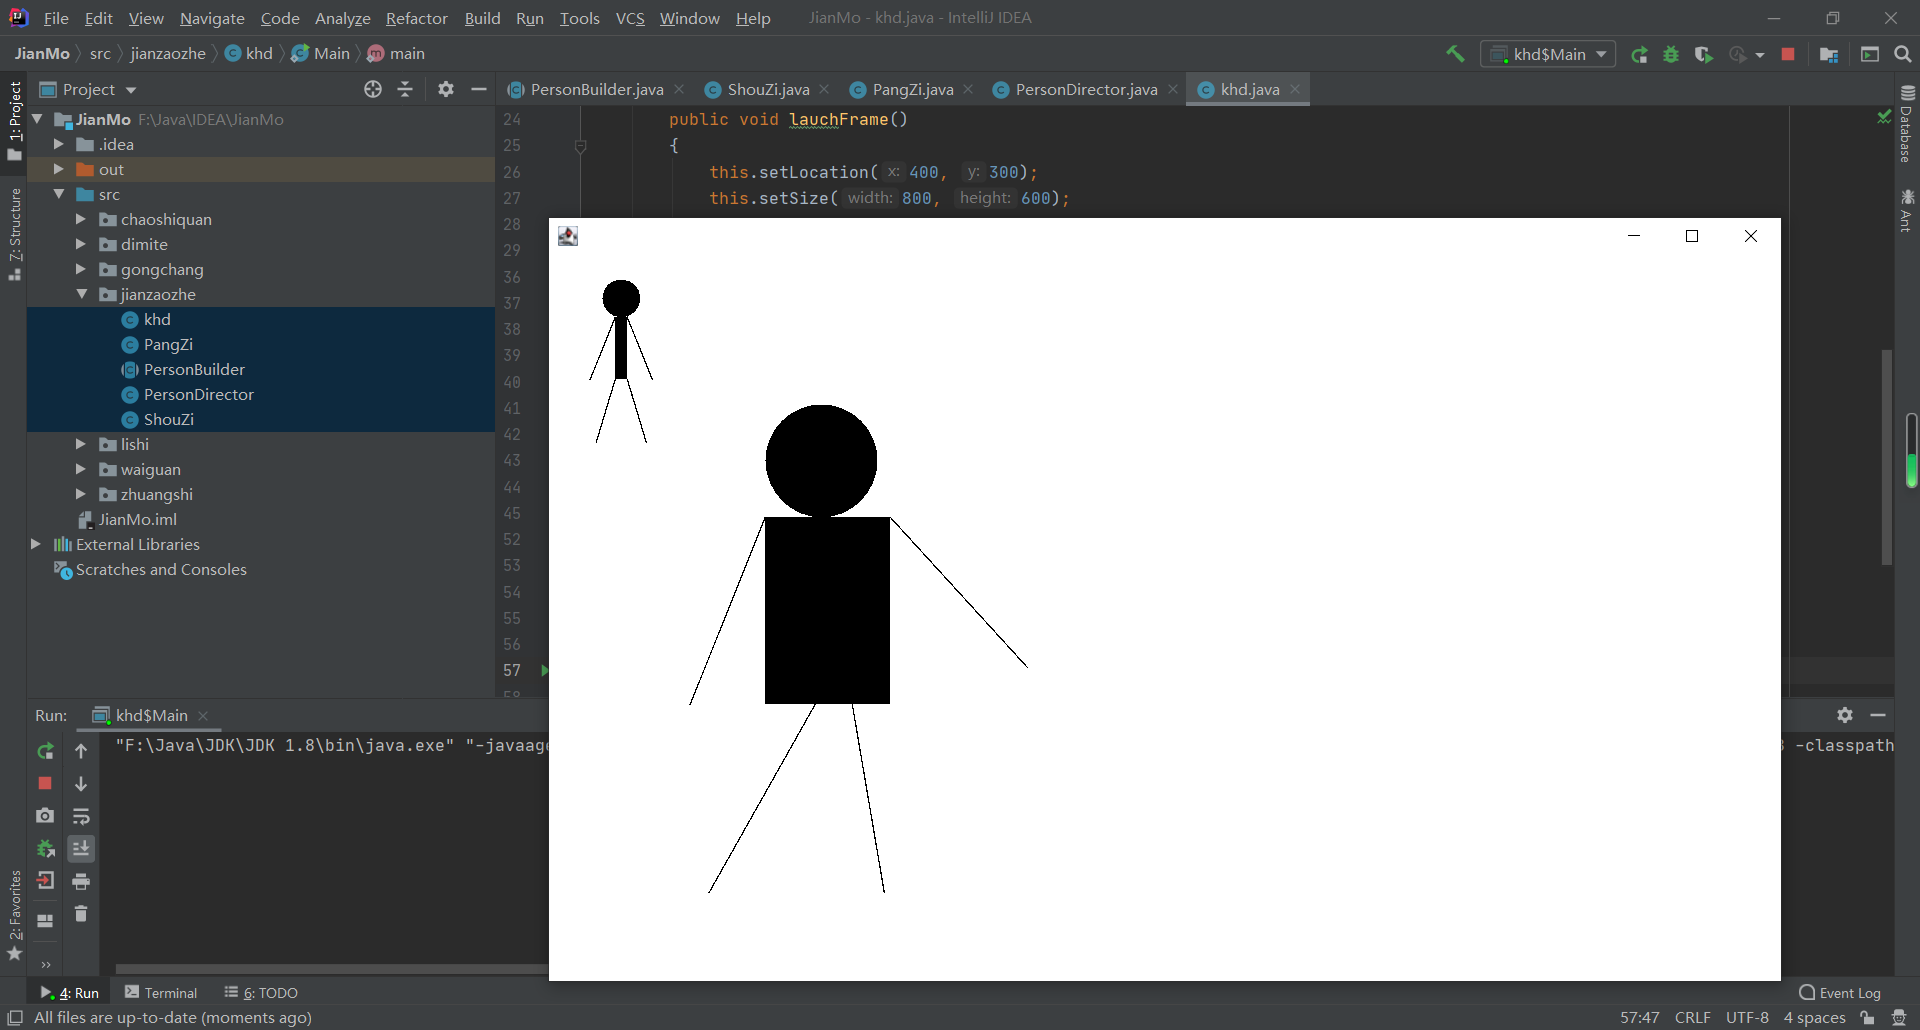 File Edit View Navigate Code Analyze Refactor Build Run Tools VCS Window Help JianMo - khd.java - IntelliJ IDEA
JianMo src jianzaozhe khd Main main khd$Main
1: Project
Project
PersonBuilder.java ShouZi.java PangZi.java PersonDirector.java khd.java
JianMo F:\Java\IDEA\JianMo
.idea
out
src
chaoshiquan
dimite
gongchang
jianzaozhe
khd
PangZi
PersonBuilder
PersonDirector
ShouZi
lishi
waiguan
zhuangshi
JianMo.iml
External Libraries
Scratches and Consoles
7: Structure
2: Favorites
24 public void lauchFrame()
25 {
26 this.setLocation( x: 400, y: 300);
27 this.setSize( width: 800, height: 600);
28
29
36
37
38
39
40
41
42
43
44
45
52
53
54
55
56
57
58
Database
Ant
Run: khd$Main
"F:\Java\JDK\JDK 1.8\bin\java.exe" "-javaage
-classpath
4: Run Terminal 6: TODO Event Log
All files are up-to-date (moments ago) 57:47 CRLF UTF-8 4 spaces